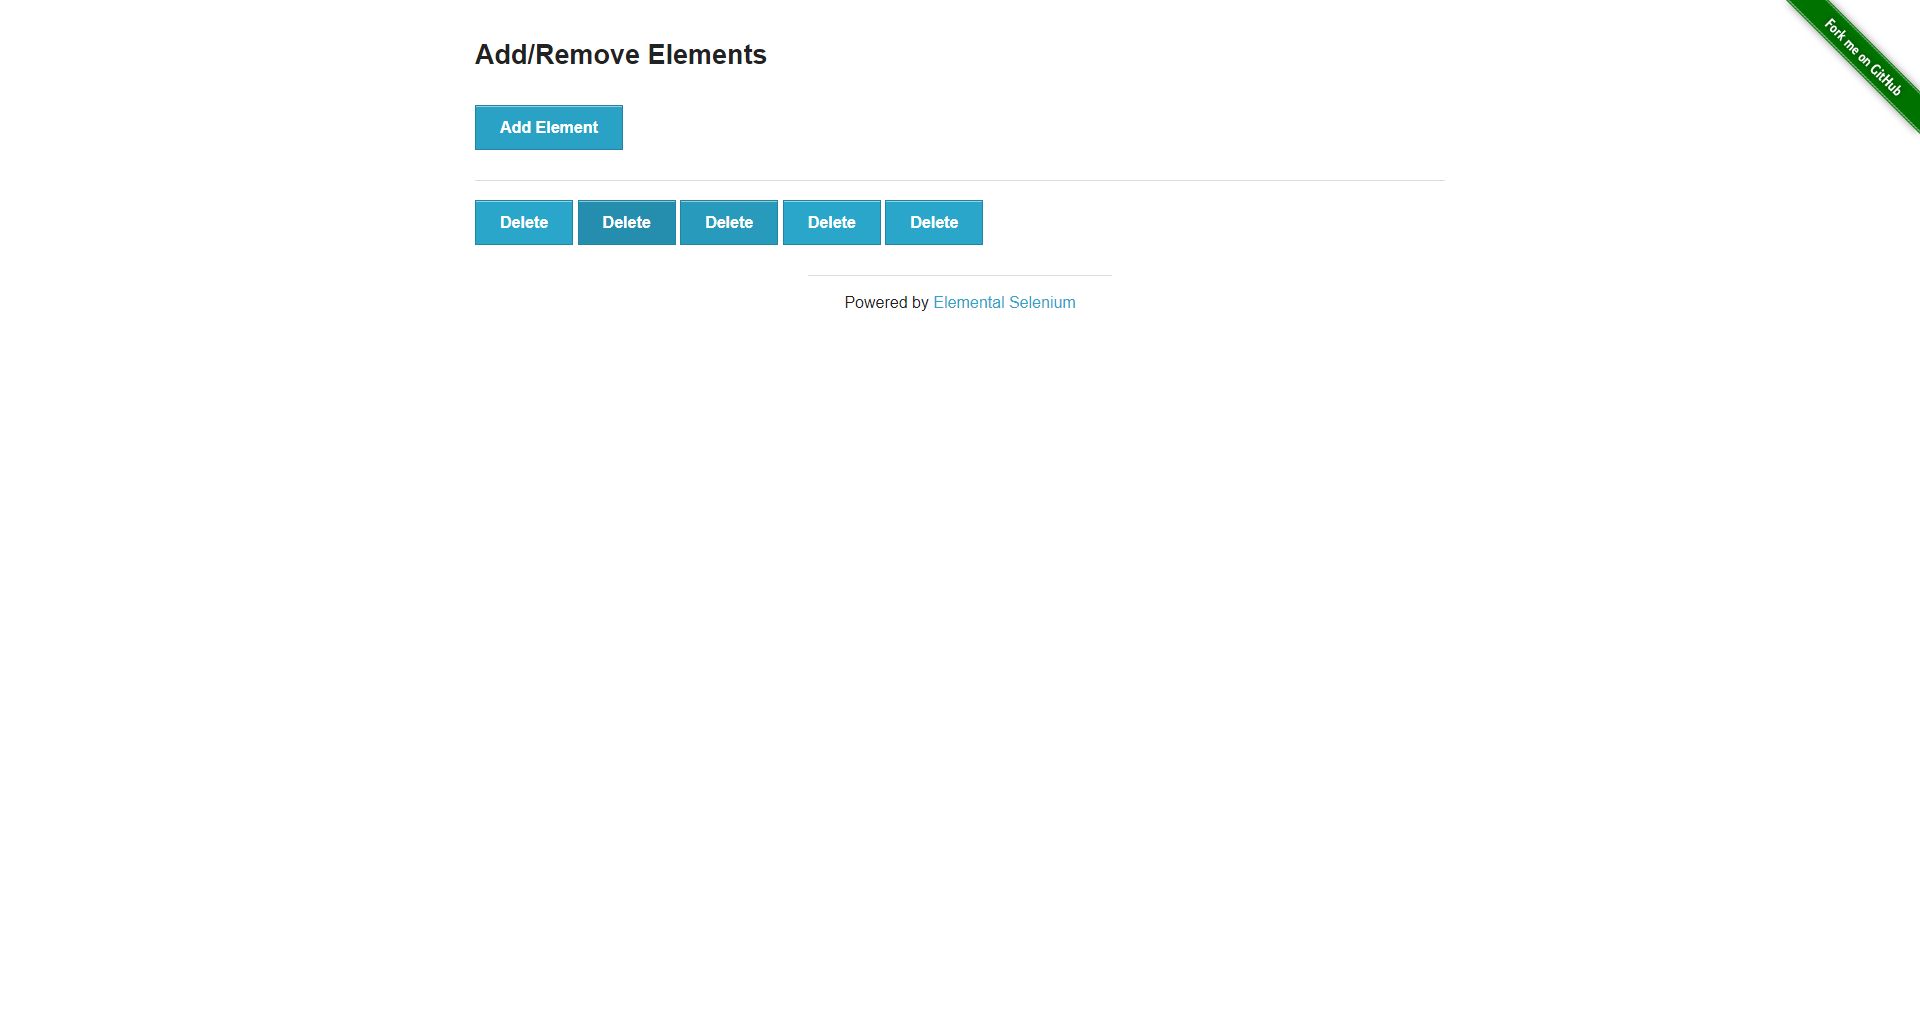 Fork me on GitHub
Add/Remove Elements
Add Element
Delete Delete Delete Delete Delete
Powered by Elemental Selenium